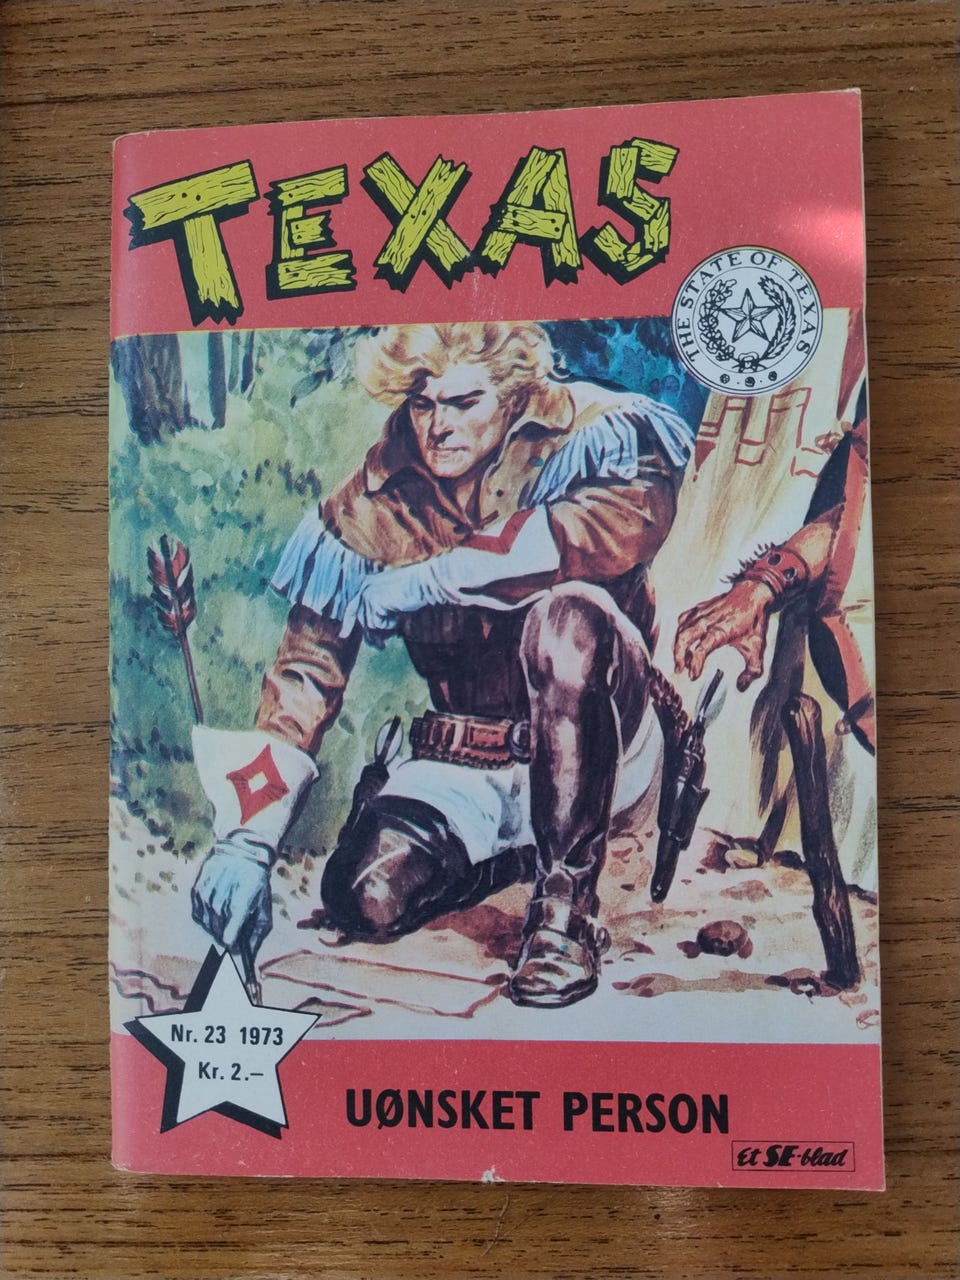 TEXAS
THE STATE OF TEXAS
Nr. 23 1973
Kr. 2.—
UØNSKET PERSON
Et SE-blad